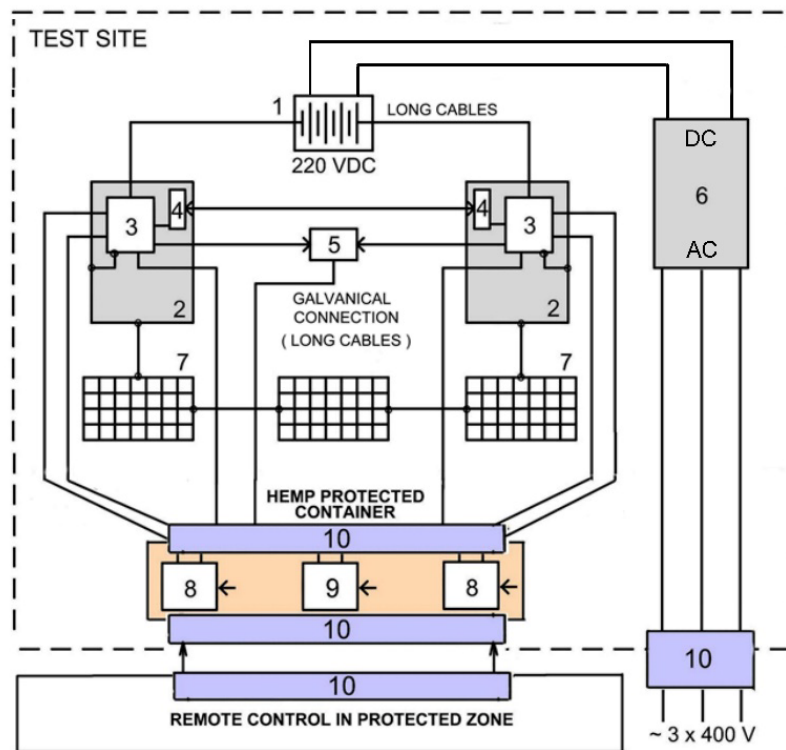 TEST SITE
1
LONG CABLES
220 VDC
DC
6
AC
3
4
4
3
5
2
GALVANICAL
CONNECTION
( LONG CABLES )
2
7
7
HEMP PROTECTED
CONTAINER
10
8
9
8
10
10
REMOTE CONTROL IN PROTECTED ZONE
10
~ 3 x 400 V